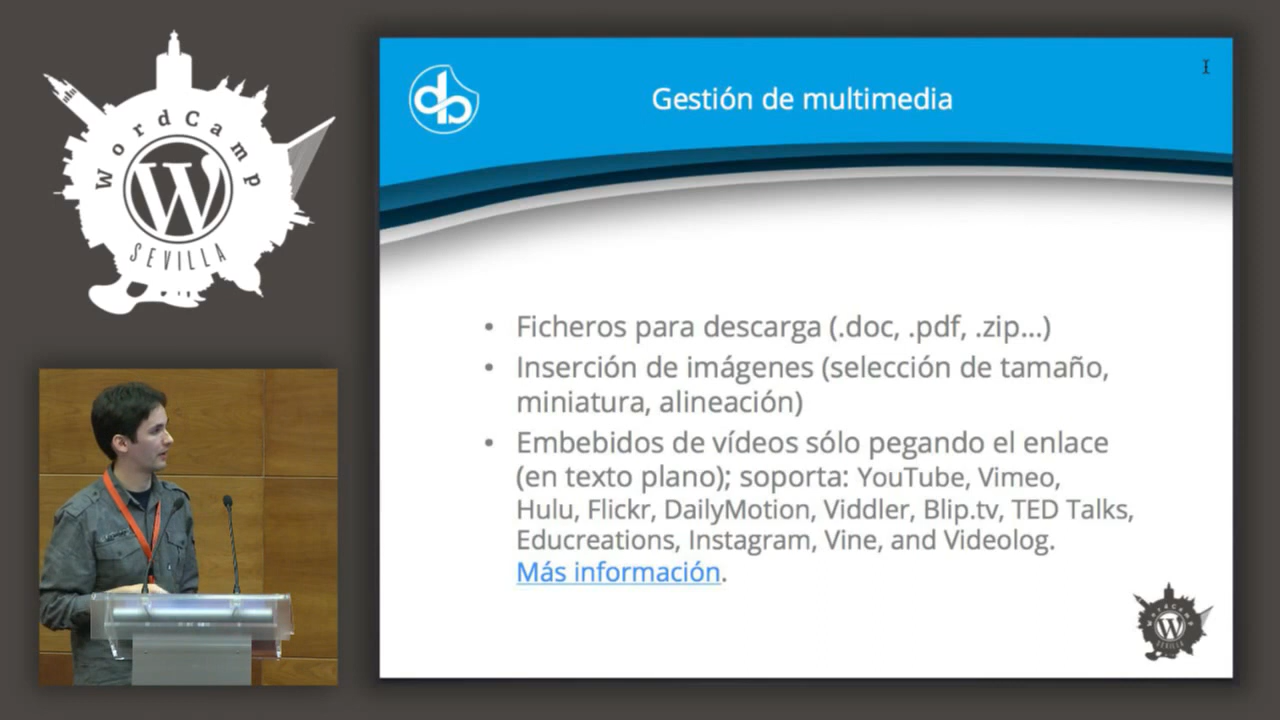 WordCamp
SEVILLA
Gestión de multimedia
• Ficheros para descarga (.doc, .pdf, .zip...)
• Inserción de imágenes (selección de tamaño,
miniatura, alineación)
• Embebidos de vídeos sólo pegando el enlace
(en texto plano); soporta: YouTube, Vimeo,
Hulu, Flickr, DailyMotion, Viddler, Blip.tv, TED Talks,
Educreations, Instagram, Vine, and Videolog.
Más información.
WordCamp
SEVILLA